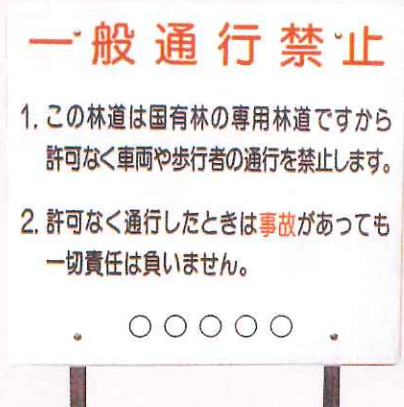 一般通行禁止
1. この林道は国有林の専用林道ですから
許可なく車両や歩行者の通行を禁止します。
2. 許可なく通行したときは事故があっても
一切責任は負いません。
○○○○○